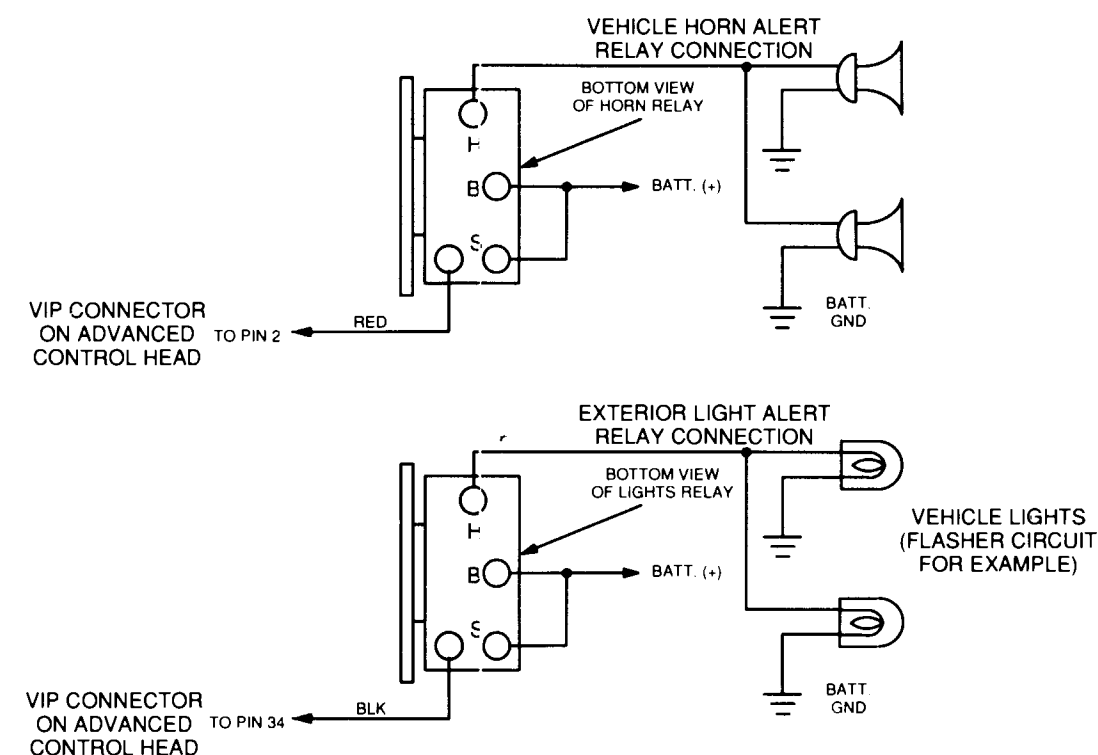 VEHICLE HORN ALERT
RELAY CONNECTION
BOTTOM VIEW
OF HORN RELAY
H
B
BATT. (+)
S
VIP CONNECTOR
ON ADVANCED
CONTROL HEAD
TO PIN 2
RED
BATT.
GND
EXTERIOR LIGHT ALERT
RELAY CONNECTION
BOTTOM VIEW
OF LIGHTS RELAY
H
B
BATT. (+)
S
VEHICLE LIGHTS
(FLASHER CIRCUIT
FOR EXAMPLE)
VIP CONNECTOR
ON ADVANCED
CONTROL HEAD
TO PIN 34
BLK
BATT.
GND